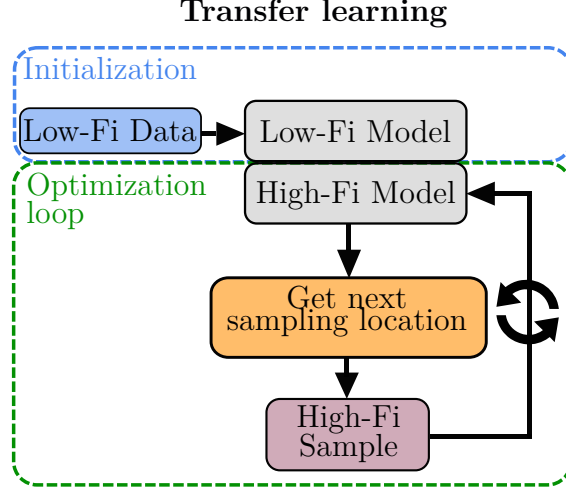 Transfer learning
Initialization
Low-Fi Data
Low-Fi Model
Optimization
loop
High-Fi Model
Get next
sampling location
High-Fi
Sample